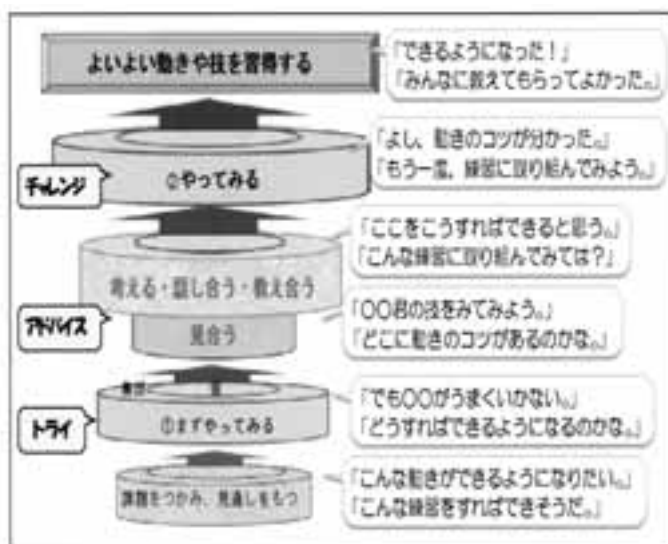 よいよい動きや技を習得する
「できるようになった！」
「みんなに教えてもらってよかった。」
「よし、動きのコツが分かった。」
「もう一度、練習に取り組んでみよう。」
チャレンジ
②やってみる
「ここをこうすればできると思う。」
「こんな練習に取り組んでみては？」
考える・話し合う・教え合う
アドバイス
見合う
「〇〇君の技をみてみよう。」
「どこに動きのコツがあるのかな。」
「でも〇〇がうまくいかない。」
「どうすればできるようになるのかな。」
トライ
①まずやってみる
「こんな動きができるようになりたい。」
「こんな練習をすればできそうだ。」
課題をつかみ、見通しをもつ